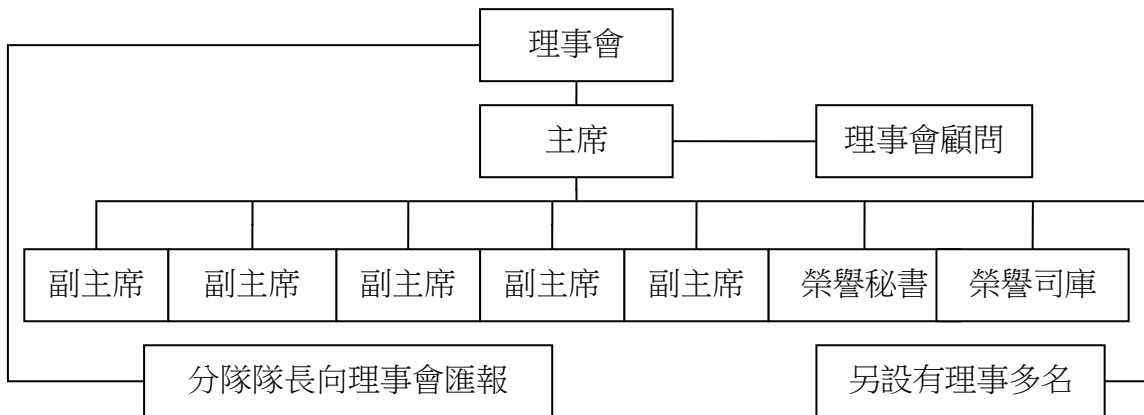 理事會
主席
理事會顧問
副主席
副主席
副主席
副主席
副主席
榮譽秘書
榮譽司庫
分隊隊長向理事會匯報
另設有理事多名